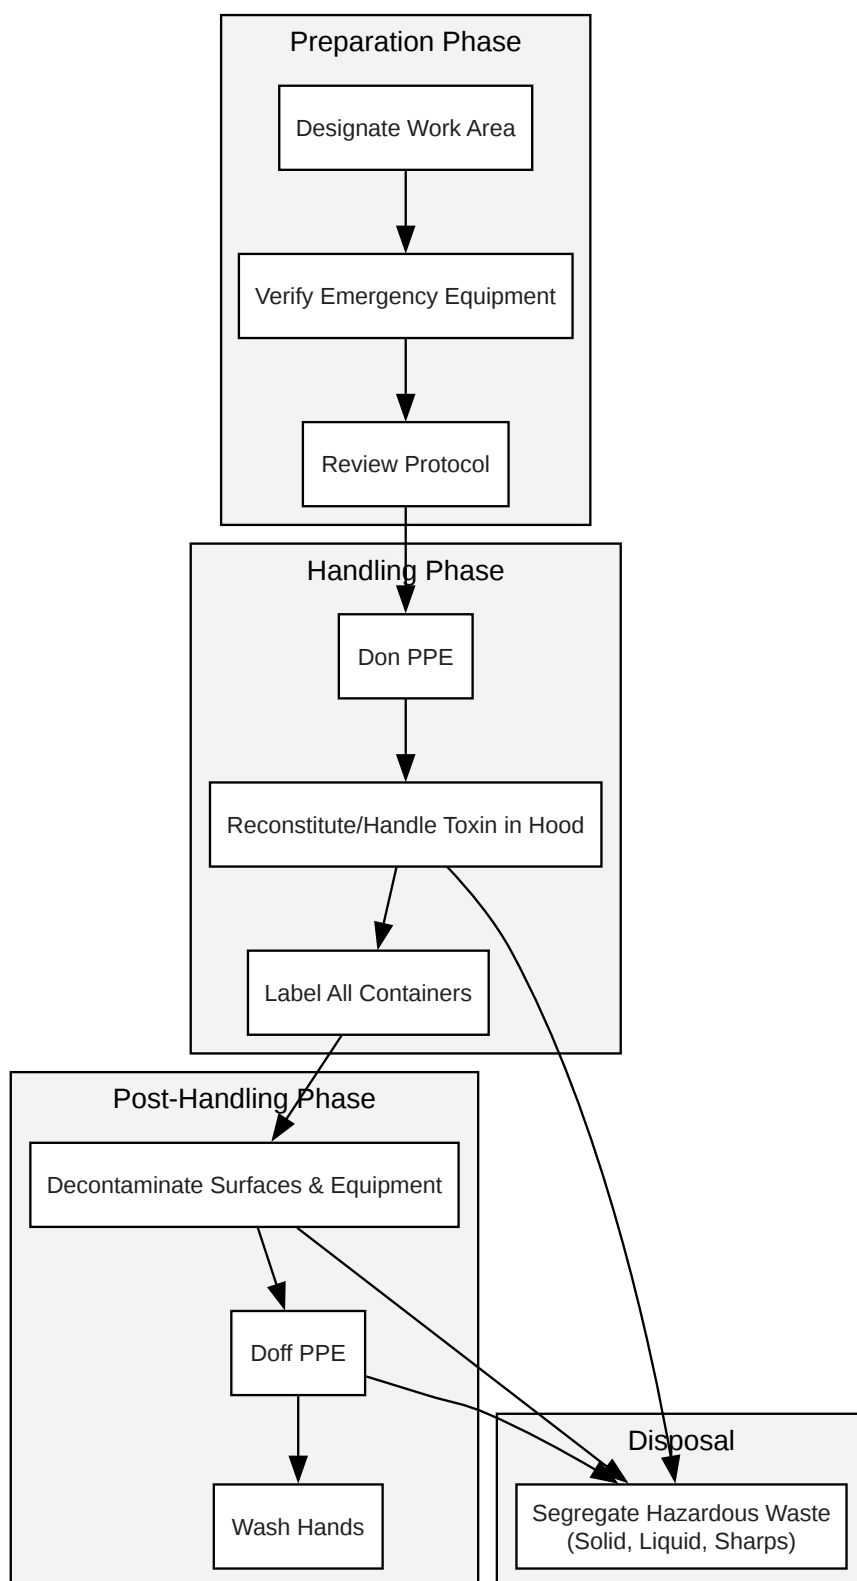 Preparation Phase
Designate Work Area
Verify Emergency Equipment
Review Protocol
Handling Phase
Don PPE
Reconstitute/Handle Toxin in Hood
Label All Containers
Post-Handling Phase
Decontaminate Surfaces & Equipment
Doff PPE
Wash Hands
Disposal
Segregate Hazardous Waste
(Solid, Liquid, Sharps)